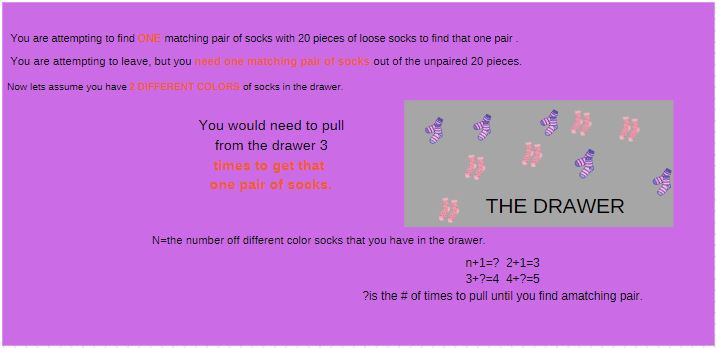 You are attempting to find ONE matching pair of socks with 20 pieces of loose socks to find that one pair .
You are attempting to leave, but you need one matching pair of socks out of the unpaired 20 pieces.
Now lets assume you have 2 DIFFERENT COLORS of socks in the drawer.
You would need to pull
from the drawer 3
times to get that
one pair of socks.
THE DRAWER
N=the number off different color socks that you have in the drawer.
n+1=? 2+1=3
3+?=4 4+?=5
?is the # of times to pull until you find amatching pair.